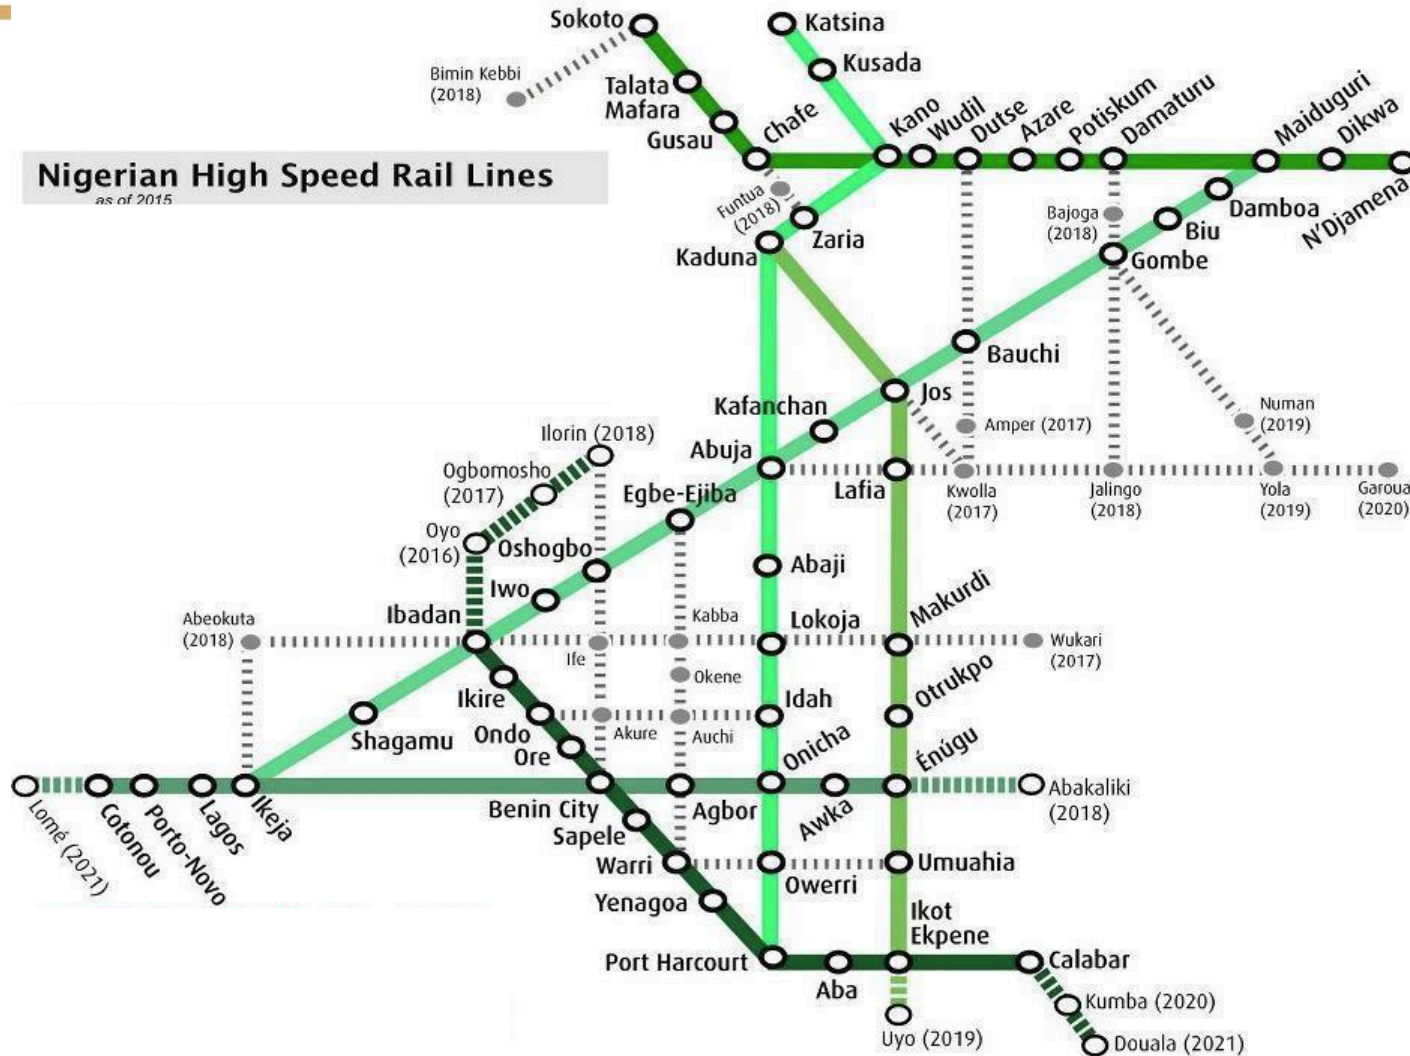 Sokoto
Katsina
Kusada
Bimin Kebbi
(2018)
Talata
Mafara
Gusau
Chafe
Kano
Wudil
Dutse
Azare
Potiskum
Damaturu
Maiduguri
Dikwa
N'Djamena
Nigerian High Speed Rail Lines
as of 2015
Funtua
(2018)
Zaria
Kaduna
Bajoga
(2018)
Damboa
Biu
Gombe
Bauchi
Jos
Kafanchan
Amper (2017)
Numan
(2019)
Ilorin (2018)
Abuja
Ogbomosho
(2017)
Egbe-Ejiba
Lafia
Kwolla
(2017)
Jalingo
(2018)
Yola
(2019)
Garoua
(2020)
Oyo
(2016)
Oshogbo
Iwo
Abaji
Ibadan
Makurdi
Abeokuta
(2018)
Kabba
Lokoja
Ife
Wukari
(2017)
Okene
Ikire
Idah
Otrukpo
Shagamu
Ondo
Akure
Auchi
Ore
Onicha
Énúgu
Lomé (2021)
Cotonou
Porto-Novo
Lagos
Ikeja
Benin City
Agbor
Awka
Abakaliki
(2018)
Sapele
Warri
Owerri
Umuahia
Yenagoa
Ikot
Ekpene
Port Harcourt
Aba
Calabar
Kumba (2020)
Uyo (2019)
Douala (2021)